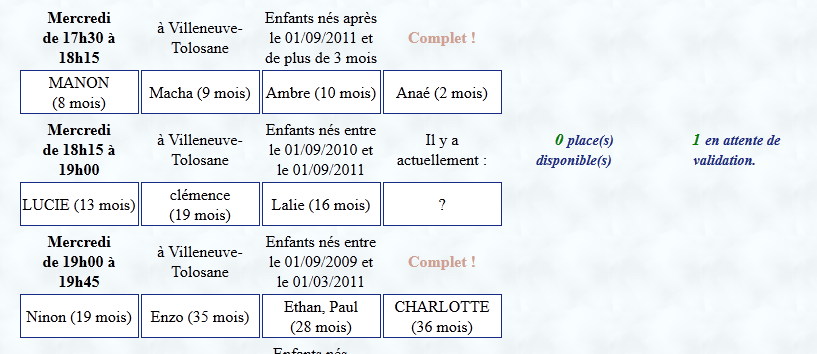 Mercredi
de 17h30 à
18h15
à Villeneuve-
Tolosane
Enfants nés après
le 01/09/2011 et
de plus de 3 mois
Complet !
MANON
(8 mois)
Macha (9 mois)
Ambre (10 mois)
Anaé (2 mois)
Mercredi
de 18h15 à
19h00
à Villeneuve-
Tolosane
Enfants nés entre
le 01/09/2010 et
le 01/09/2011
Il y a
actuellement :
0 place(s)
disponible(s)
1 en attente de
validation.
LUCIE (13 mois)
clémence
(19 mois)
Lalie (16 mois)
?
Mercredi
de 19h00 à
19h45
à Villeneuve-
Tolosane
Enfants nés entre
le 01/09/2009 et
le 01/03/2011
Complet !
Ninon (19 mois)
Enzo (35 mois)
Ethan, Paul
(28 mois)
CHARLOTTE
(36 mois)
Enfants nés